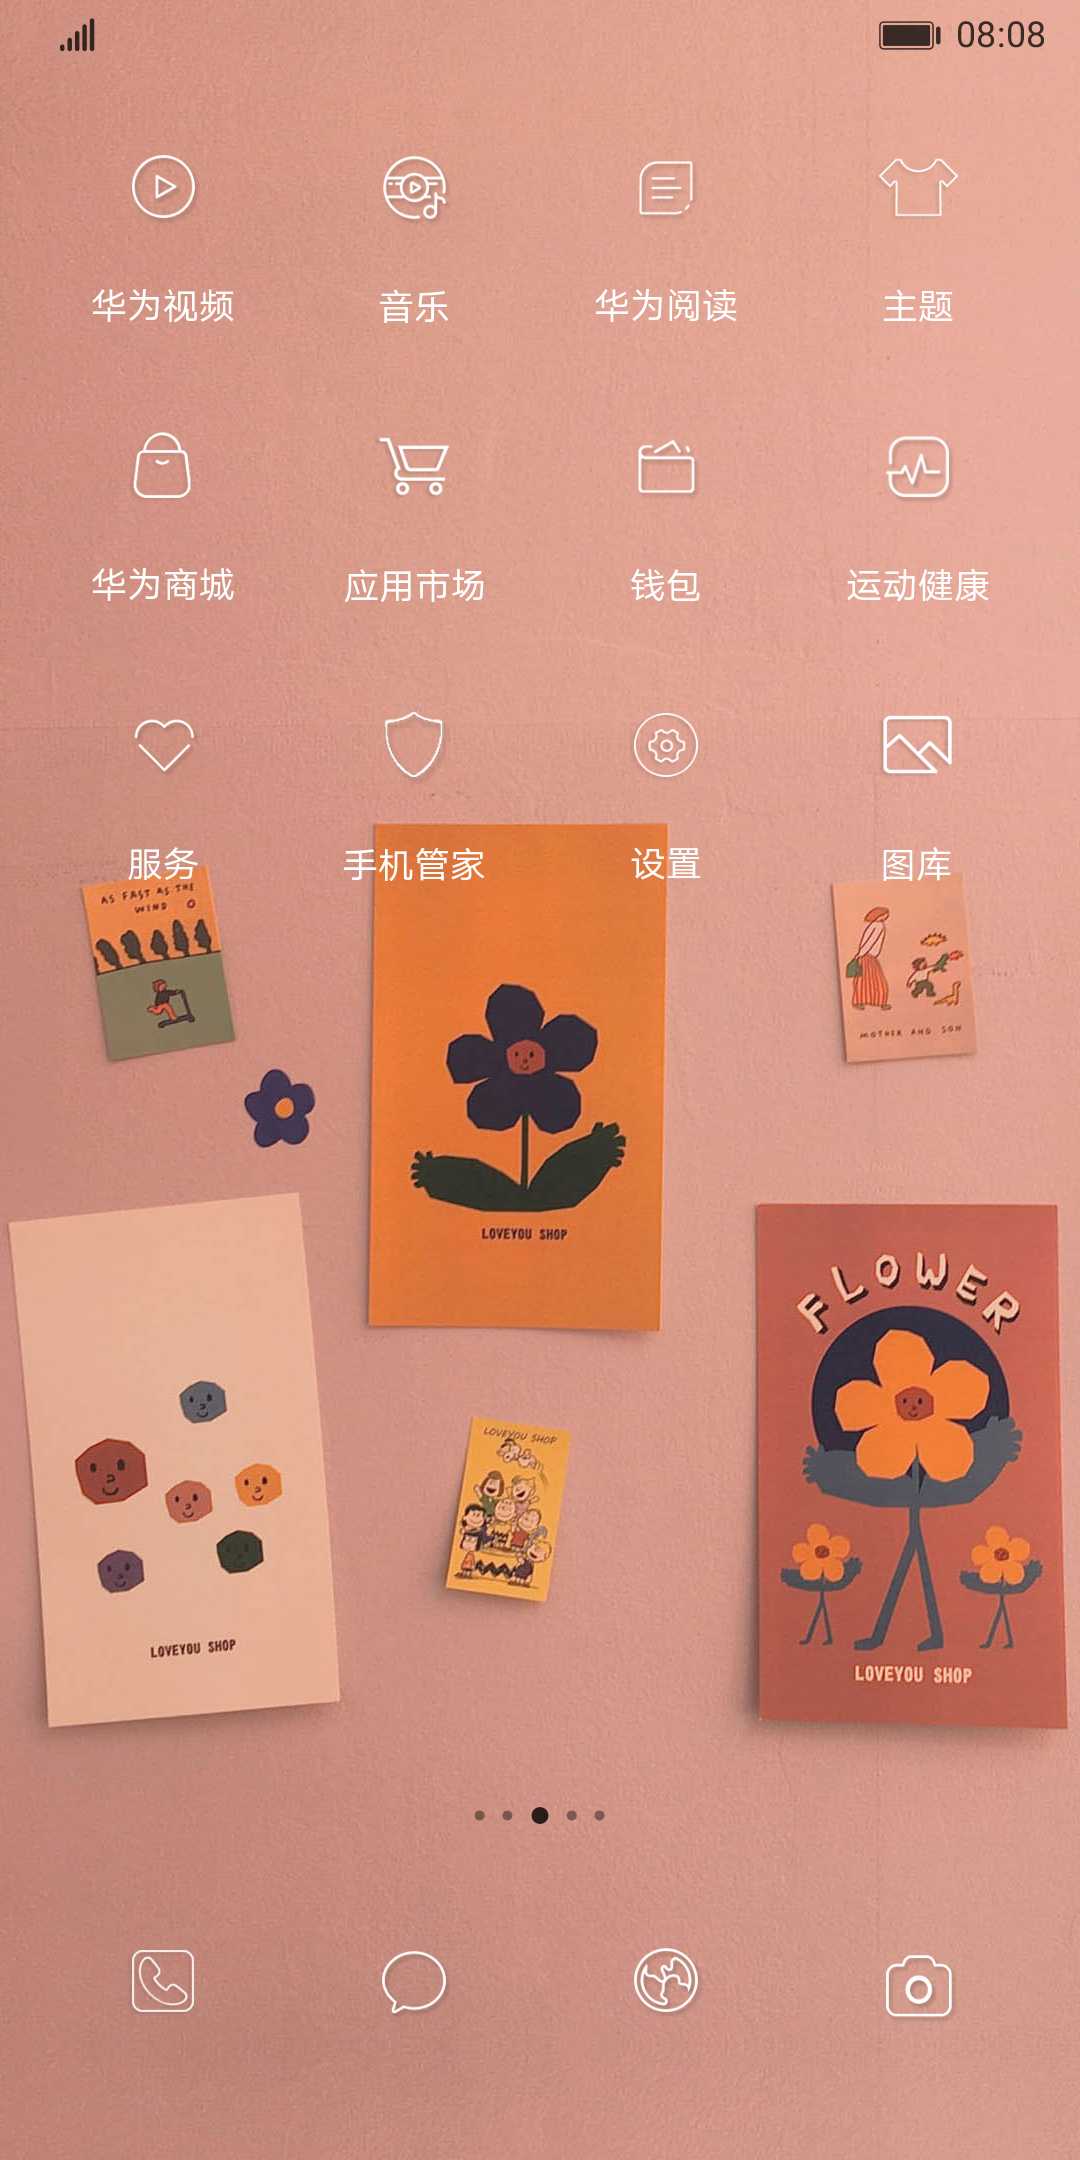 08:08
华为视频 音乐 华为阅读 主题
华为商城 应用市场 钱包 运动健康
服务 手机管家 设置 图库
AS FAST AS THE
WIND
MOTHER AND SON
LOVEYOU SHOP
FLOWER
LOVEYOU SHOP
LOVEYOU SHOP
LOVEYOU SHOP